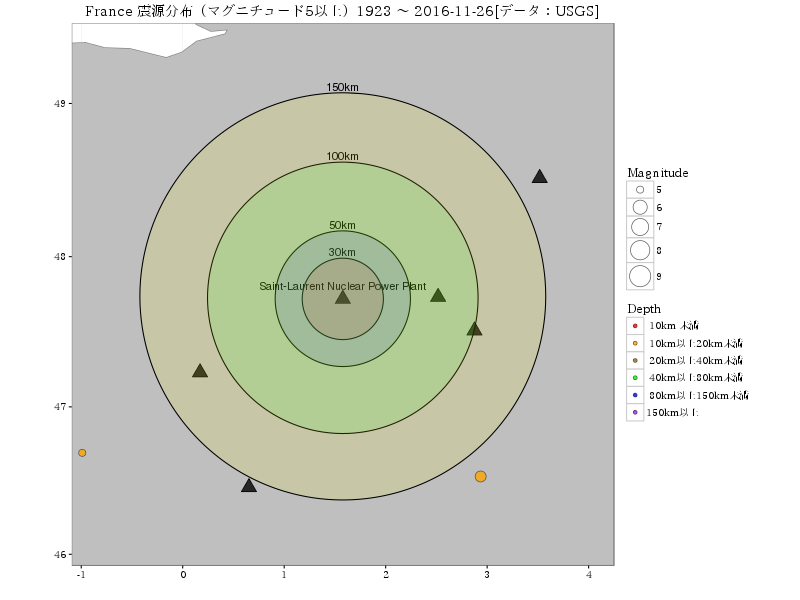 France 震源分布（マグニチュード5以上）1923 ～ 2016-11-26[データ：USGS]
150km
100km
50km
30km
Saint-Laurent Nuclear Power Plant
49
48
47
46
-1
0
1
2
3
4
Magnitude
5
6
7
8
9
Depth
10km 未満
10km以上20km未満
20km以上40km未満
40km以上80km未満
80km以上150km未満
150km以上